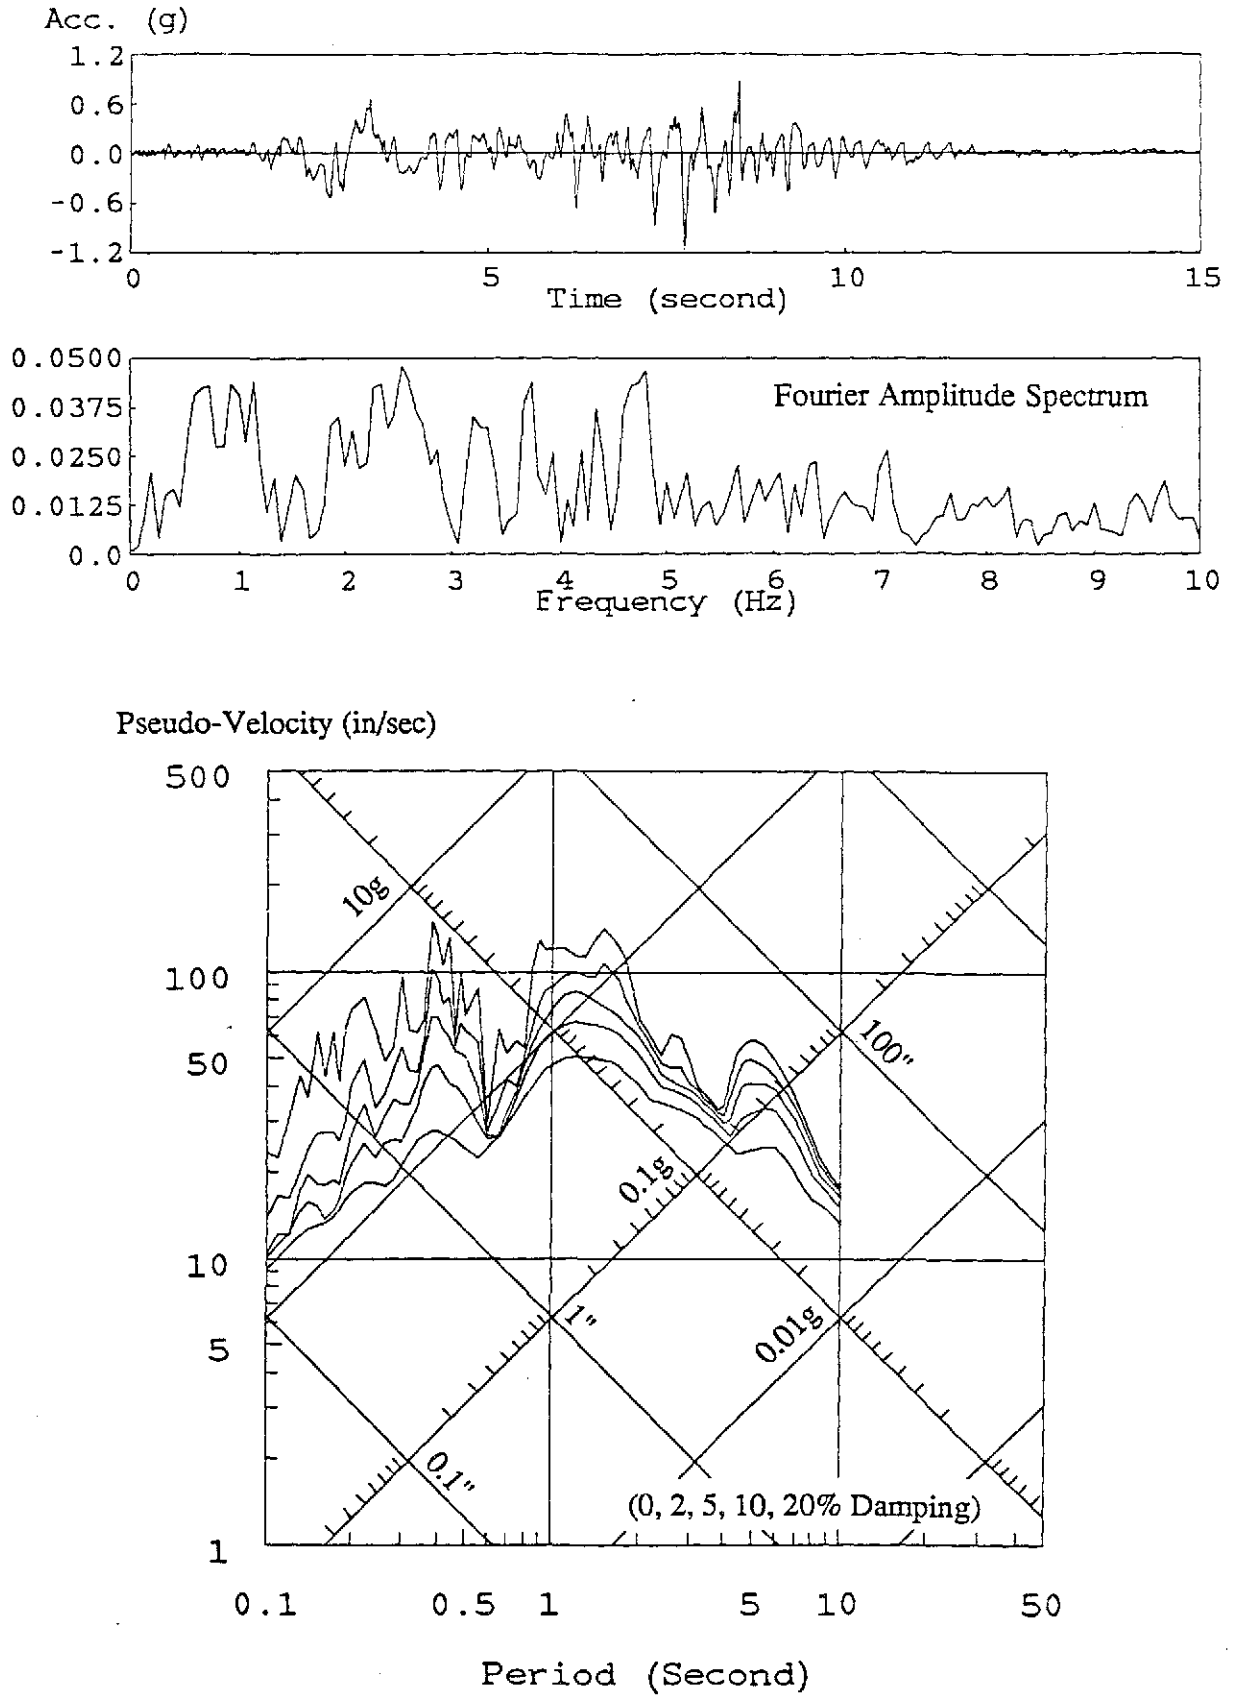 Acc. (g)
1.2
0.6
0.0
-0.6
-1.2
0 5 10 15
Time (second)
0.0500
0.0375
0.0250
0.0125
0.0
Fourier Amplitude Spectrum
0 1 2 3 4 5 6 7 8 9 10
Frequency (Hz)
Pseudo-Velocity (in/sec)
500
100
50
10
5
1
10g
100"
0.1g
1"
0.01g
0.1"
(0, 2, 5, 10, 20% Damping)
0.1 0.5 1 5 10 50
Period (Second)